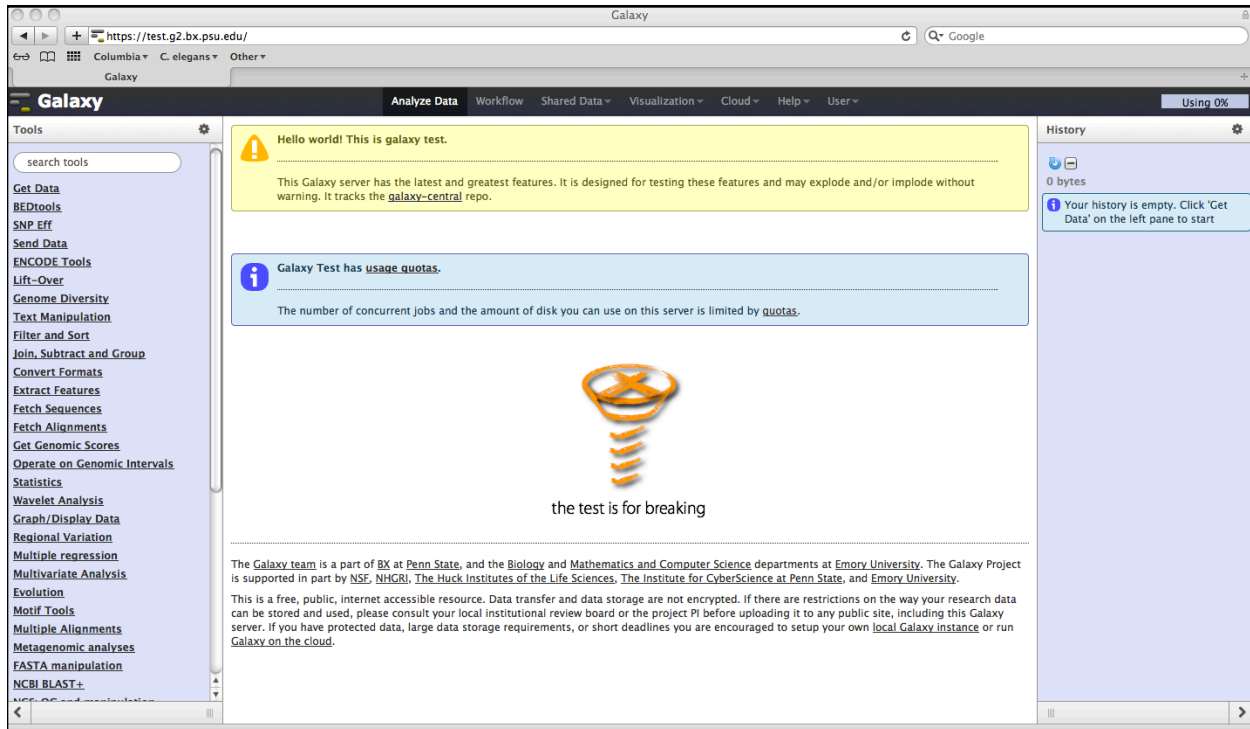 Galaxy
https://test.g2.bx.psu.edu/
Google
Columbia C. elegans Other
Galaxy
Galaxy Analyze Data Workflow Shared Data Visualization Cloud Help User Using 0%
Tools
search tools
Get Data
BEDtools
SNP Eff
Send Data
ENCODE Tools
Lift-Over
Genome Diversity
Text Manipulation
Filter and Sort
Join, Subtract and Group
Convert Formats
Extract Features
Fetch Sequences
Fetch Alignments
Get Genomic Scores
Operate on Genomic Intervals
Statistics
Wavelet Analysis
Graph/Display Data
Regional Variation
Multiple regression
Multivariate Analysis
Evolution
Motif Tools
Multiple Alignments
Metagenomic analyses
FASTA manipulation
NCBI BLAST+
Hello world! This is galaxy test.
This Galaxy server has the latest and greatest features. It is designed for testing these features and may explode and/or implode without
warning. It tracks the galaxy-central repo.
Galaxy Test has usage quotas.
The number of concurrent jobs and the amount of disk you can use on this server is limited by quotas.
the test is for breaking
The Galaxy team is a part of BX at Penn State, and the Biology and Mathematics and Computer Science departments at Emory University. The Galaxy Project
is supported in part by NSF, NHGRI, The Huck Institutes of the Life Sciences, The Institute for CyberScience at Penn State, and Emory University.
This is a free, public, internet accessible resource. Data transfer and data storage are not encrypted. If there are restrictions on the way your research data
can be stored and used, please consult your local institutional review board or the project PI before uploading it to any public site, including this Galaxy
server. If you have protected data, large data storage requirements, or short deadlines you are encouraged to setup your own local Galaxy instance or run
Galaxy on the cloud.
History
0 bytes
Your history is empty. Click 'Get
Data' on the left pane to start